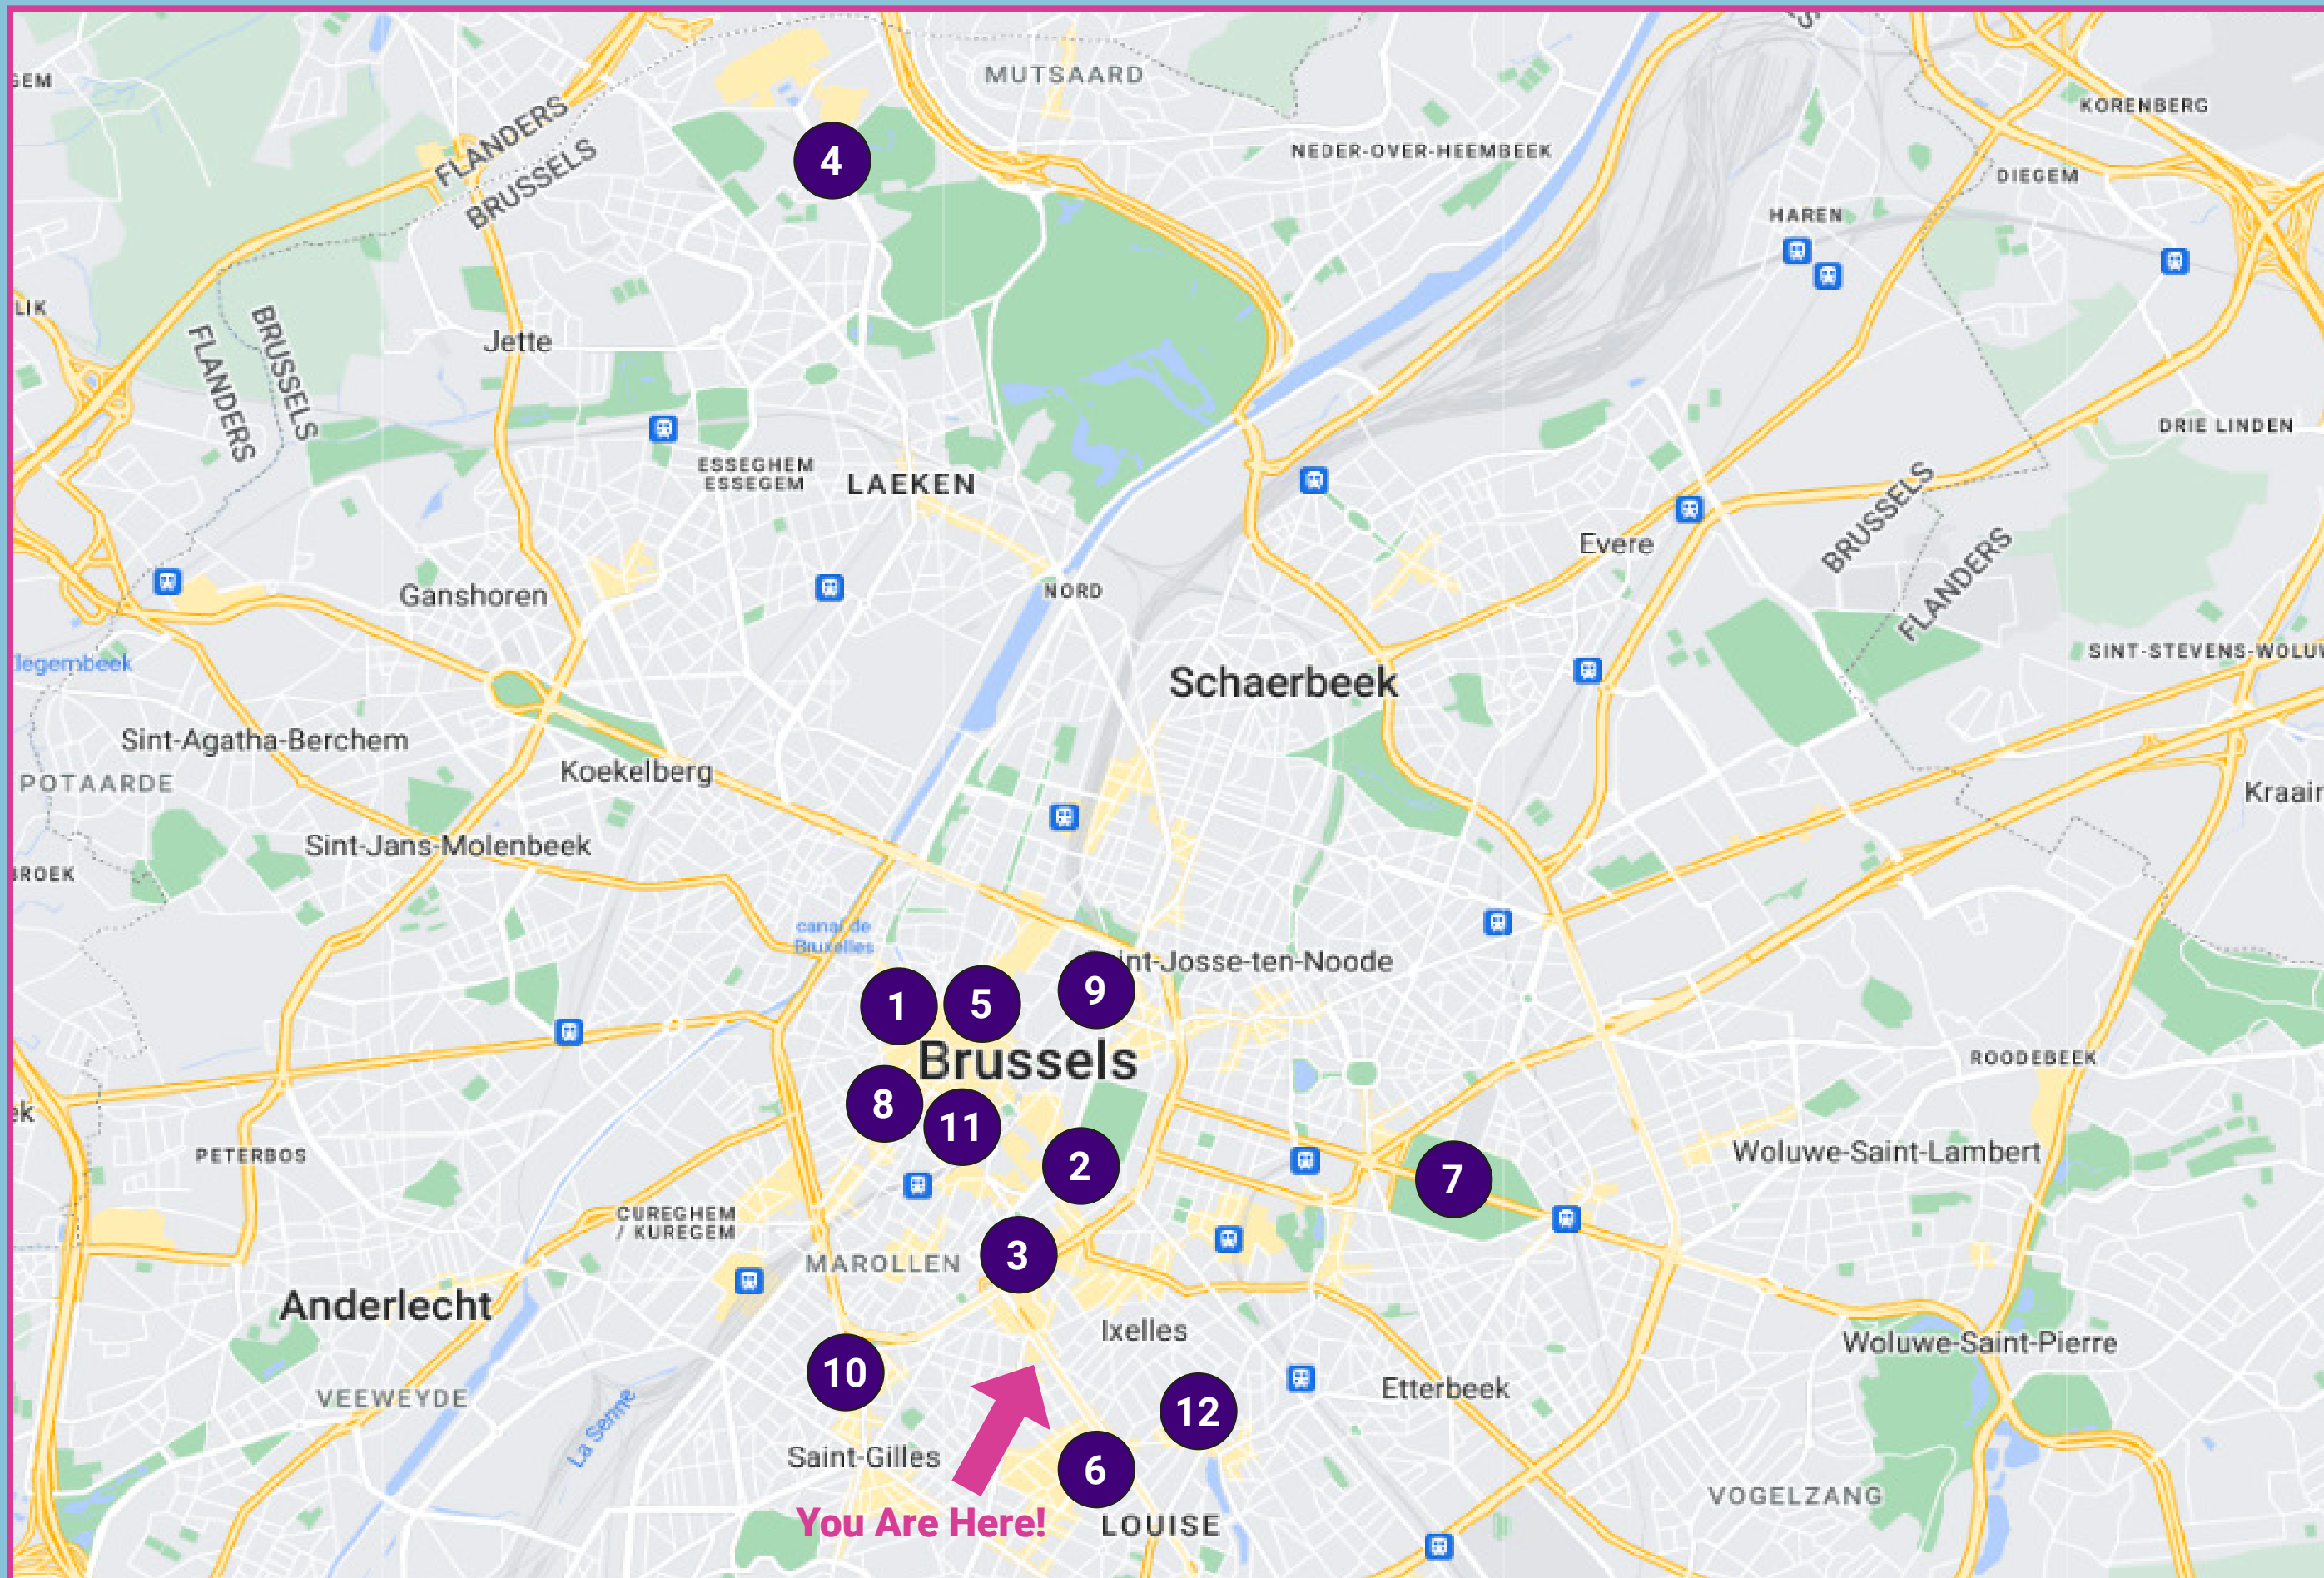 MUTSAARD
GEM
KORENBERG
FLANDERS
BRUSSELS
4
NEDER-OVER-HEEMBEEK
DIEGEM
HAREN
LIK
BRUSSELS
FLANDERS
Jette
DRIE LINDEN
ESSEGHEM
ESSEGEM
LAEKEN
BRUSSELS
FLANDERS
Evere
Ganshoren
NORD
SINT-STEVENS-WOLUW
legembeek
Schaerbeek
Sint-Agatha-Berchem
Koekelberg
POTAARDE
Kraain
Sint-Jans-Molenbeek
BROEK
canal de
Bruxelles
int-Josse-ten-Noode
1
5
9
Brussels
ROODEBEEK
8
11
ek
PETERBOS
2
7
Woluwe-Saint-Lambert
CUREGHEM
/ KUREGEM
3
MAROLLEN
Anderlecht
Ixelles
Woluwe-Saint-Pierre
10
VEEWEYDE
La Senne
12
Etterbeek
Saint-Gilles
6
VOGELZANG
You Are Here!
LOUISE